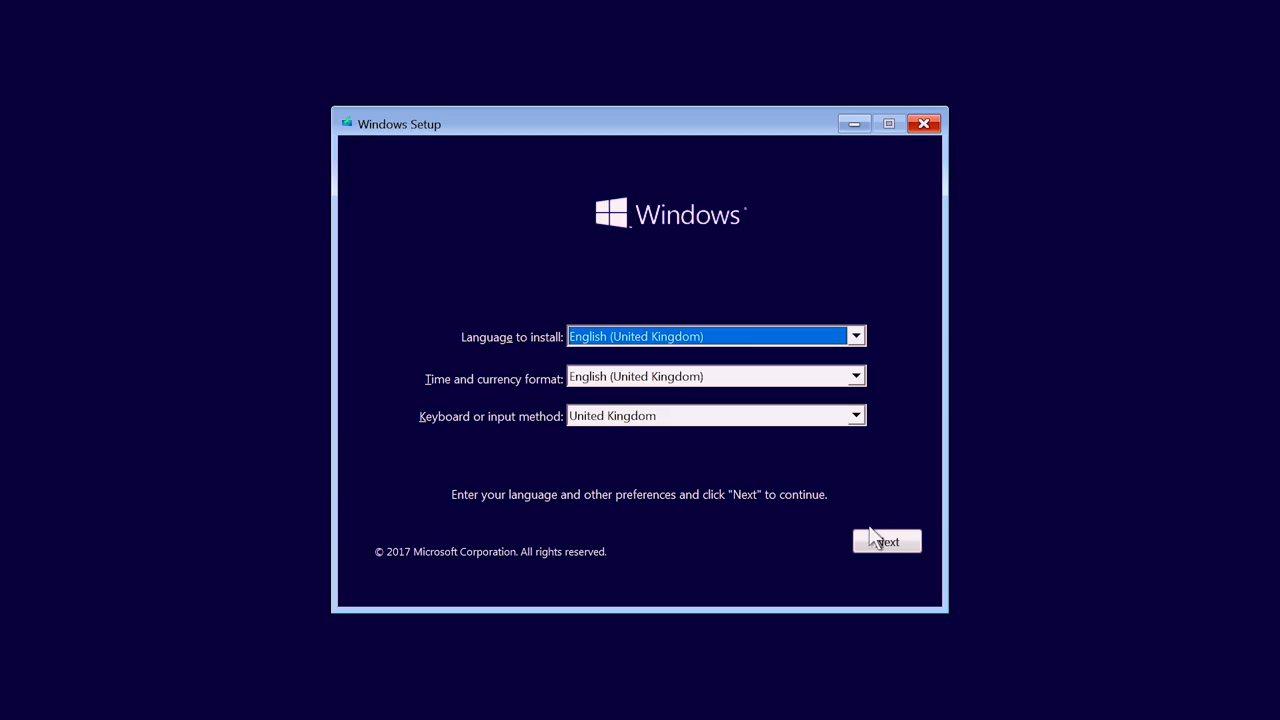 Windows Setup
Windows
Language to install: English (United Kingdom)
Time and currency format: English (United Kingdom)
Keyboard or input method: United Kingdom
Enter your language and other preferences and click "Next" to continue.
Next
© 2017 Microsoft Corporation. All rights reserved.